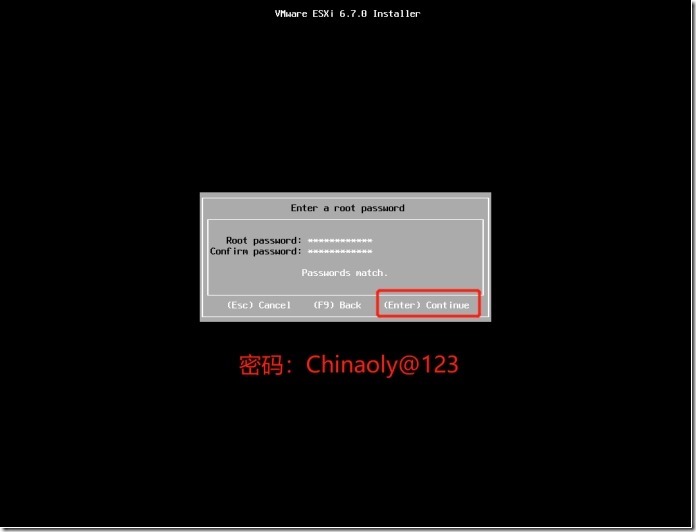 VMware ESXi 6.7.0 Installer
Enter a root password
Root password: ************
Confirm password: ************
Passwords match.
(Esc) Cancel (F9) Back (Enter) Continue
密码：Chinaoly@123